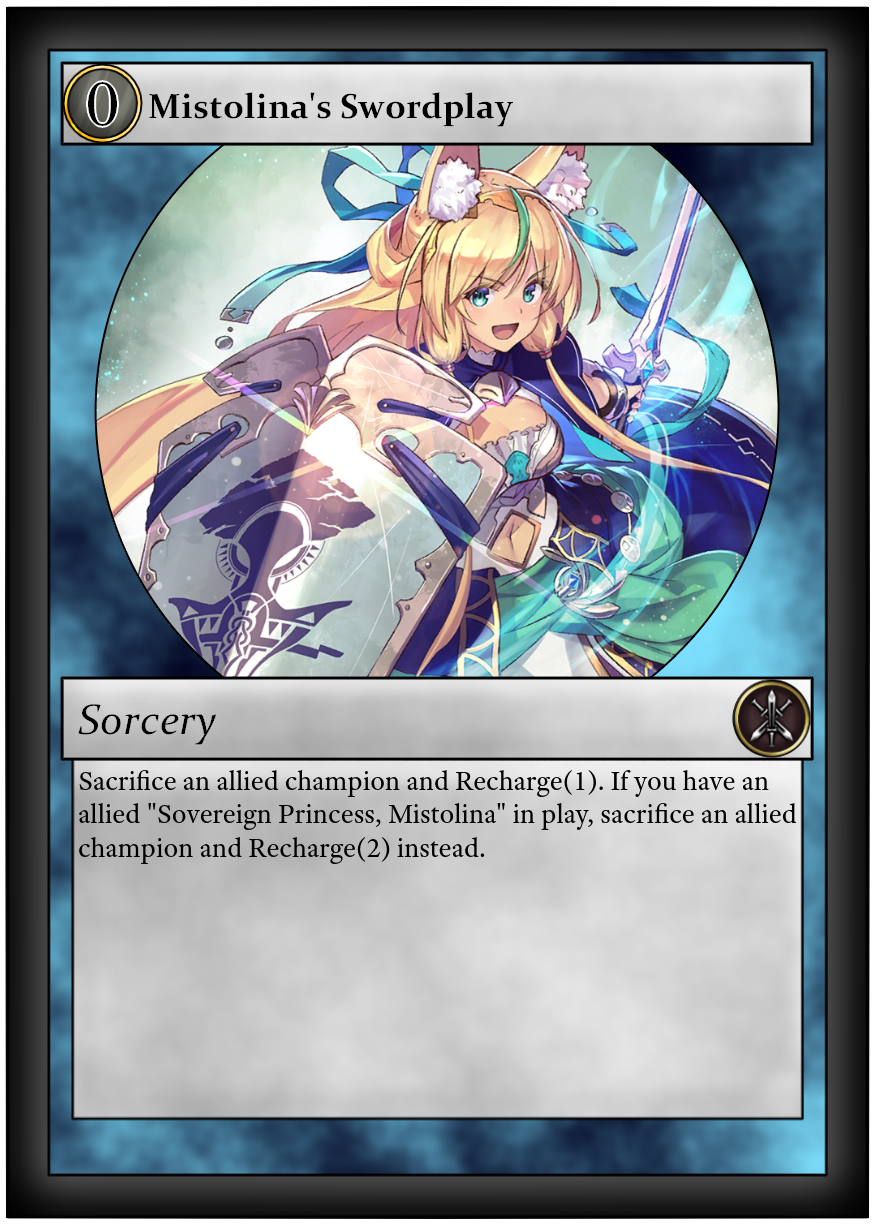 0 Mistolina's Swordplay
Sorcery
Sacrifice an allied champion and Recharge(1). If you have an
allied "Sovereign Princess, Mistolina" in play, sacrifice an allied
champion and Recharge(2) instead.